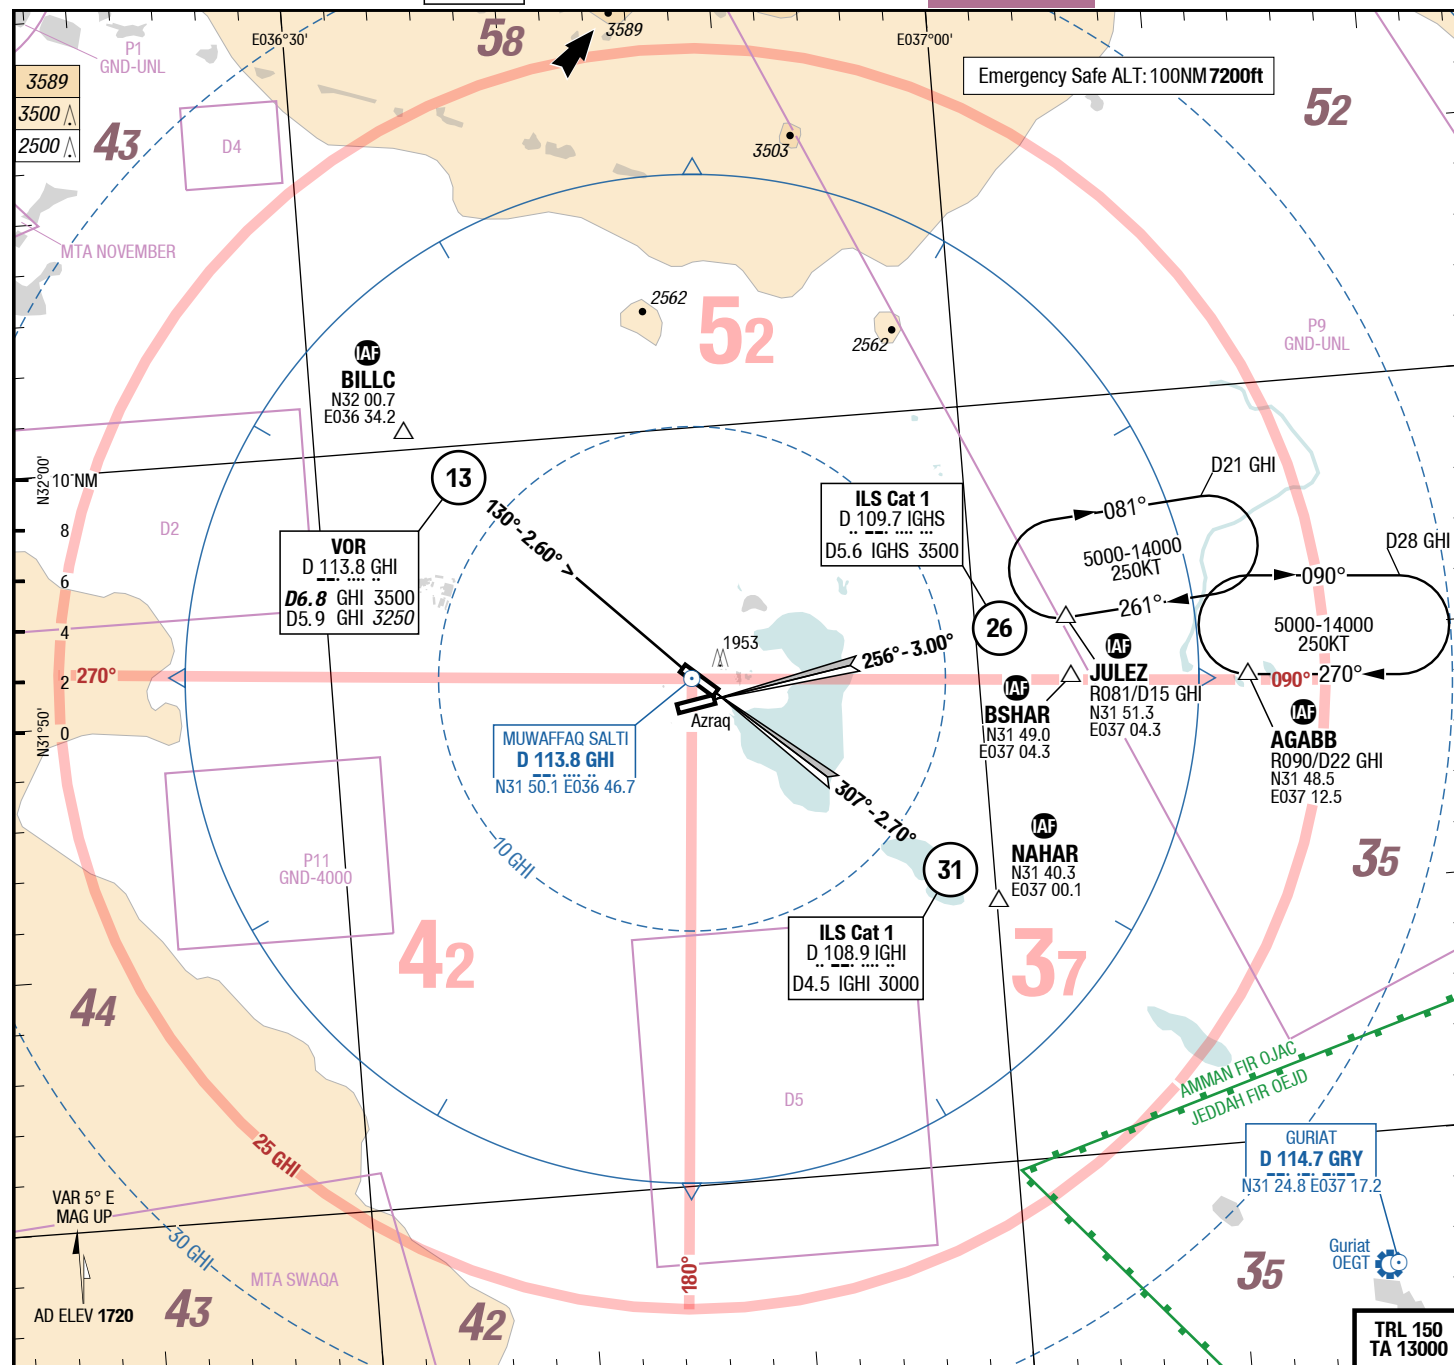 E036°30'
58
3589
E037°00'
P1
GND-UNL
3589
3500
2500
43
Emergency Safe ALT: 100NM 7200ft
52
D4
3503
MTA NOVEMBER
2562
52
2562
P9
GND-UNL
IAF
BILLC
N32 00.7
E036 34.2
N32°00'
10 NM
8
6
4
2
0
N31°50'
D2
13
130°-2.60° >
VOR
D 113.8 GHI
D6.8 GHI 3500
D5.9 GHI 3250
ILS Cat 1
D 109.7 IGHS
D5.6 IGHS 3500
D21 GHI
081°
5000-14000
250KT
261°
D28 GHI
090°
5000-14000
250KT
270°
26
1953
256°-3.00°
270°
090°
IAF
JULEZ
R081/D15 GHI
N31 51.3
E037 04.3
IAF
BSHAR
N31 49.0
E037 04.3
IAF
AGABB
R090/D22 GHI
N31 48.5
E037 12.5
Azraq
MUWAFFAQ SALTI
D 113.8 GHI
N31 50.1 E036 46.7
307°-2.70°
10 GHI
P11
GND-4000
31
IAF
NAHAR
N31 40.3
E037 00.1
35
42
ILS Cat 1
D 108.9 IGHI
D4.5 IGHI 3000
37
44
D5
AMMAN FIR OJAC
JEDDAH FIR OEJD
25 GHI
GURIAT
D 114.7 GRY
N31 24.8 E037 17.2
VAR 5° E
MAG UP
30 GHI
MTA SWAQA
180°
Guriat
OEGT
35
AD ELEV 1720
43
42
TRL 150
TA 13000